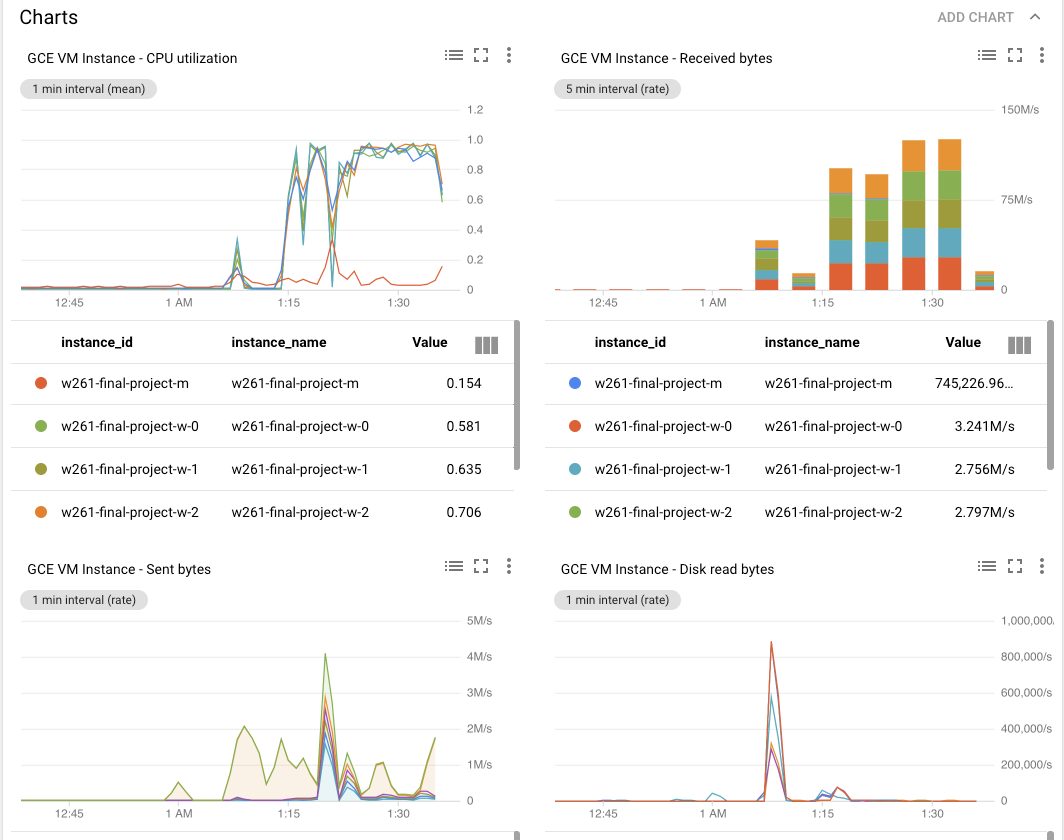 Charts
ADD CHART
GCE VM Instance - CPU utilization
1 min interval (mean)
1.2
1.0
0.8
0.6
0.4
0.2
0
12:45 1 AM 1:15 1:30
instance_id instance_name Value
w261-final-project-m w261-final-project-m 0.154
w261-final-project-w-0 w261-final-project-w-0 0.581
w261-final-project-w-1 w261-final-project-w-1 0.635
w261-final-project-w-2 w261-final-project-w-2 0.706
GCE VM Instance - Received bytes
5 min interval (rate)
150M/s
75M/s
0
12:45 1 AM 1:15 1:30
instance_id instance_name Value
w261-final-project-m w261-final-project-m 745,226.96...
w261-final-project-w-0 w261-final-project-w-0 3.241M/s
w261-final-project-w-1 w261-final-project-w-1 2.756M/s
w261-final-project-w-2 w261-final-project-w-2 2.797M/s
GCE VM Instance - Sent bytes
1 min interval (rate)
5M/s
4M/s
3M/s
2M/s
1M/s
0
12:45 1 AM 1:15 1:30
GCE VM Instance - Disk read bytes
1 min interval (rate)
1,000,000.
800,000/s
600,000/s
400,000/s
200,000/s
0
12:45 1 AM 1:15 1:30